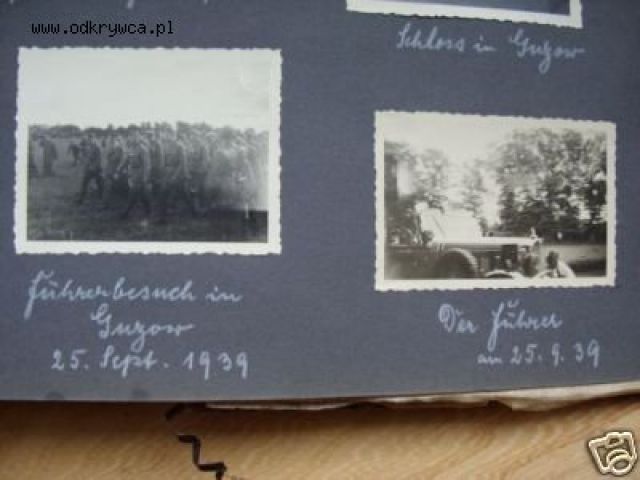 www.odkrywca.pl
Schloss in Guzow
Führerbesuch in
Guzow
25. Sept. 1939
Der Führer
am 25.9.39